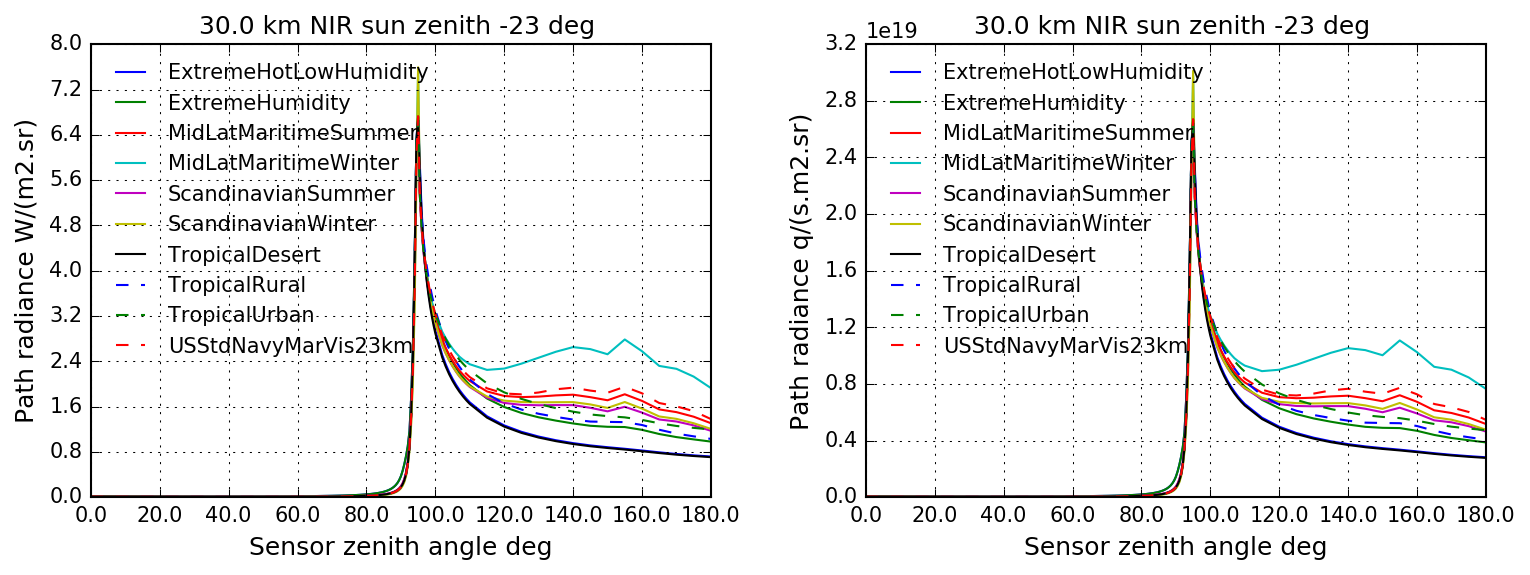 30.0 km NIR sun zenith -23 deg
Path radiance W/(m2.sr)
8.0
7.2
6.4
5.6
4.8
4.0
3.2
2.4
1.6
0.8
0.0
ExtremeHotLowHumidity
ExtremeHumidity
MidLatMaritimeSummer
MidLatMaritimeWinter
ScandinavianSummer
ScandinavianWinter
TropicalDesert
TropicalRural
TropicalUrban
USStdNavyMarVis23km
0.0 20.0 40.0 60.0 80.0 100.0 120.0 140.0 160.0 180.0
Sensor zenith angle deg
30.0 km NIR sun zenith -23 deg
1e19
Path radiance q/(s.m2.sr)
3.2
2.8
2.4
2.0
1.6
1.2
0.8
0.4
0.0
ExtremeHotLowHumidity
ExtremeHumidity
MidLatMaritimeSummer
MidLatMaritimeWinter
ScandinavianSummer
ScandinavianWinter
TropicalDesert
TropicalRural
TropicalUrban
USStdNavyMarVis23km
0.0 20.0 40.0 60.0 80.0 100.0 120.0 140.0 160.0 180.0
Sensor zenith angle deg